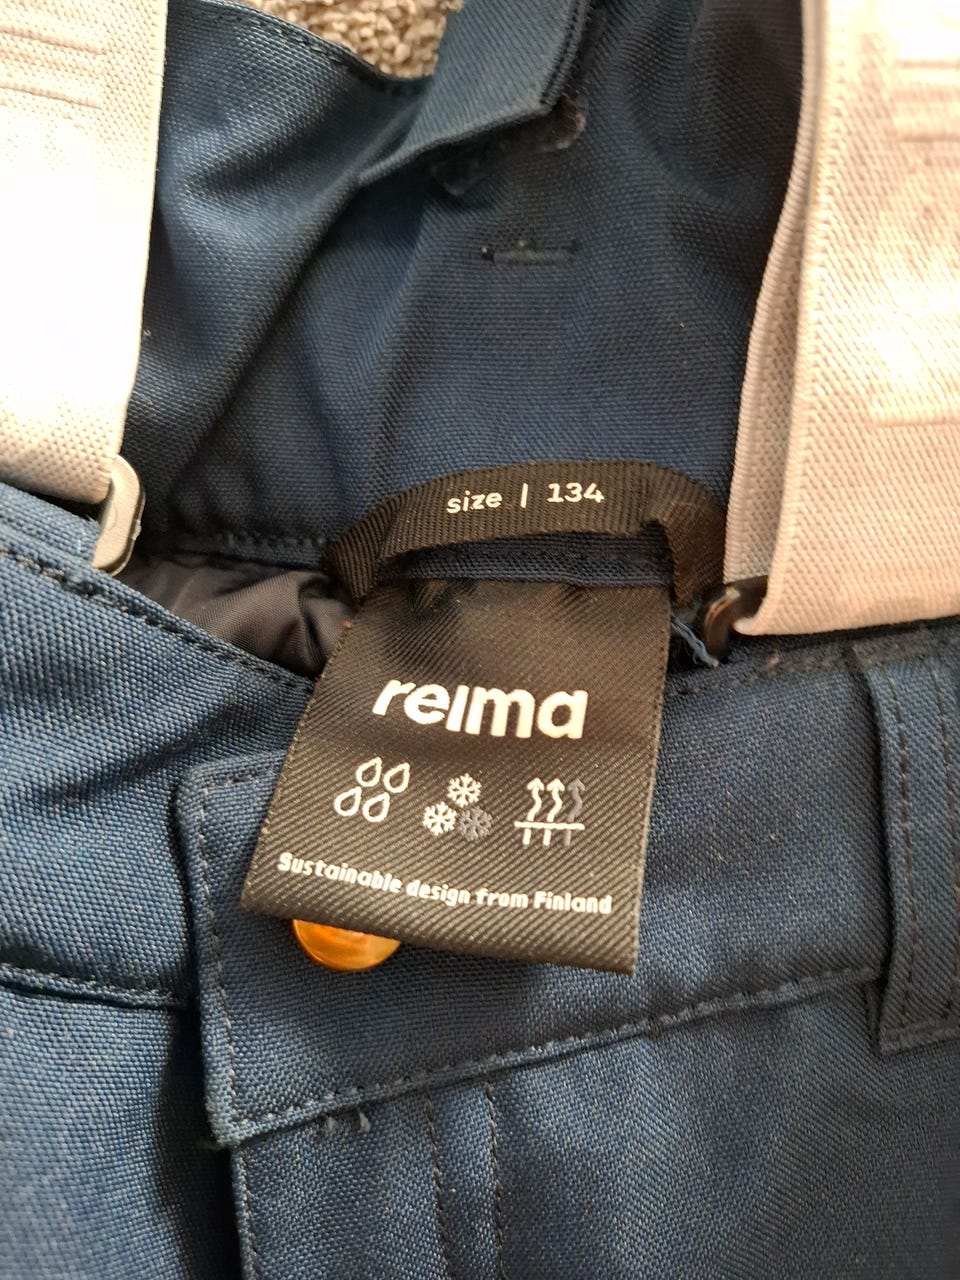 size | 134
reima
Sustainable design from Finland